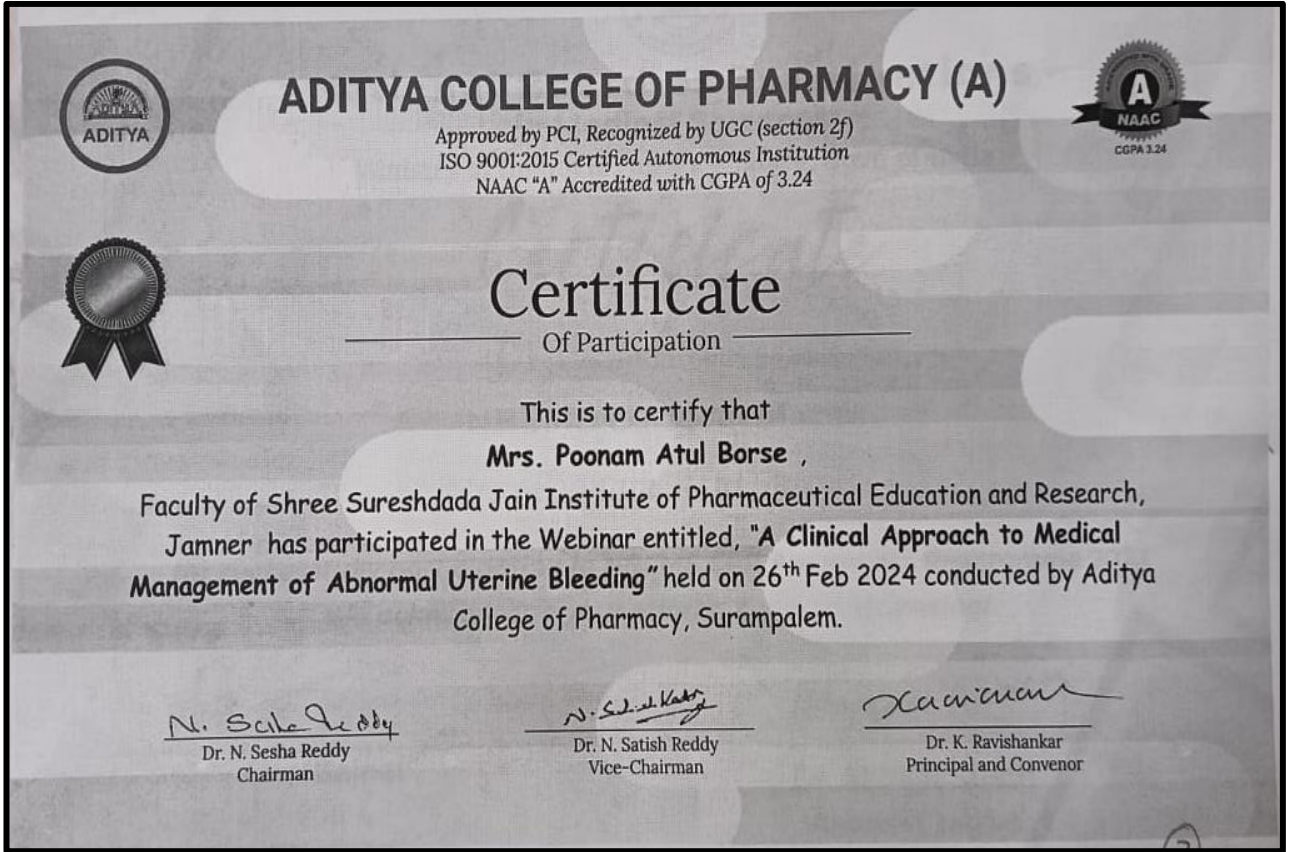 ADITYA COLLEGE OF PHARMACY (A)
Approved by PCI, Recognized by UGC (section 2f)
ISO 9001:2015 Certified Autonomous Institution
NAAC "A" Accredited with CGPA of 3.24
ADITYA
A
NAAC
CGPA 3.24
Certificate
Of Participation
This is to certify that
Mrs. Poonam Atul Borse ,
Faculty of Shree Sureshdada Jain Institute of Pharmaceutical Education and Research,
Jamner has participated in the Webinar entitled, "A Clinical Approach to Medical
Management of Abnormal Uterine Bleeding" held on 26th Feb 2024 conducted by Aditya
College of Pharmacy, Surampalem.
Dr. N. Sesha Reddy
Chairman
Dr. N. Satish Reddy
Vice-Chairman
Dr. K. Ravishankar
Principal and Convenor